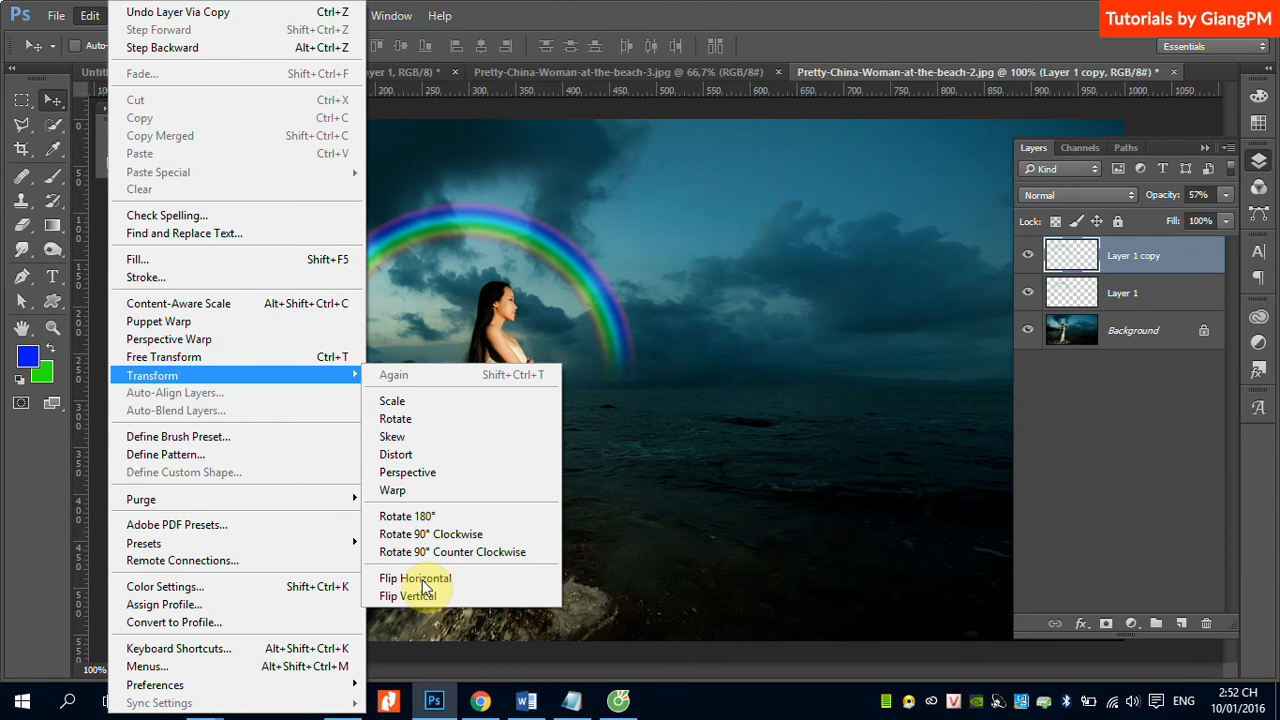 Ps File Edit Window Help
Tutorials by GiangPM
Auto-
Essentials
Untit
ayer 1, RGB/8) * ×
Pretty-China-Woman-at-the-beach-3.jpg @ 66,7% (RGB/8#) ×
Pretty-China-Woman-at-the-beach-2.jpg @ 100% (Layer 1 copy, RGB/8#) * ×
200 250 300 350 400 450 500 550 600 650 700 750 800 850 900 950 1000 1050
Undo Layer Via Copy Ctrl+Z
Step Forward Shift+Ctrl+Z
Step Backward Alt+Ctrl+Z
Fade... Shift+Ctrl+F
Cut Ctrl+X
Copy Ctrl+C
Copy Merged Shift+Ctrl+C
Paste Ctrl+V
Paste Special
Clear
Check Spelling...
Find and Replace Text...
Fill... Shift+F5
Stroke...
Content-Aware Scale Alt+Shift+Ctrl+C
Puppet Warp
Perspective Warp
Free Transform Ctrl+T
Transform
Auto-Align Layers...
Auto-Blend Layers...
Define Brush Preset...
Define Pattern...
Define Custom Shape...
Purge
Adobe PDF Presets...
Presets
Remote Connections...
Color Settings... Shift+Ctrl+K
Assign Profile...
Convert to Profile...
Keyboard Shortcuts... Alt+Shift+Ctrl+K
Menus... Alt+Shift+Ctrl+M
Preferences
Sync Settings
Again Shift+Ctrl+T
Scale
Rotate
Skew
Distort
Perspective
Warp
Rotate 180°
Rotate 90° Clockwise
Rotate 90° Counter Clockwise
Flip Horizontal
Flip Vertical
Layers Channels Paths
Kind
Normal Opacity: 57%
Lock: Fill: 100%
Layer 1 copy
Layer 1
Background
fx
100%
ENG
2:52 CH
10/01/2016